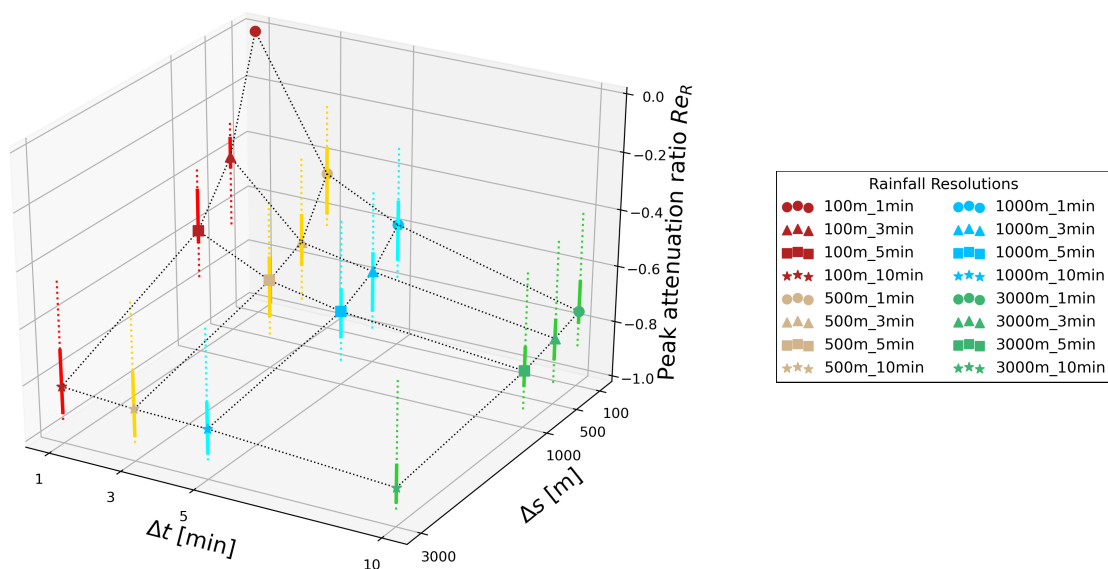 0.0
−0.2
−0.4
−0.6
−0.8
−1.0
Peak attenuation ratio Re_R
100
500
1000
3000
Δs [m]
1
3
5
10
Δt [min]
Rainfall Resolutions
100m_1min
100m_3min
100m_5min
100m_10min
500m_1min
500m_3min
500m_5min
500m_10min
1000m_1min
1000m_3min
1000m_5min
1000m_10min
3000m_1min
3000m_3min
3000m_5min
3000m_10min